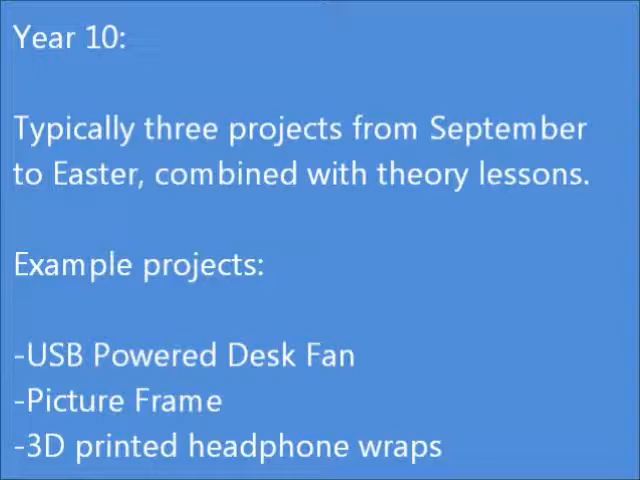 Year 10:
Typically three projects from September
to Easter, combined with theory lessons.
Example projects:
-USB Powered Desk Fan
-Picture Frame
-3D printed headphone wraps